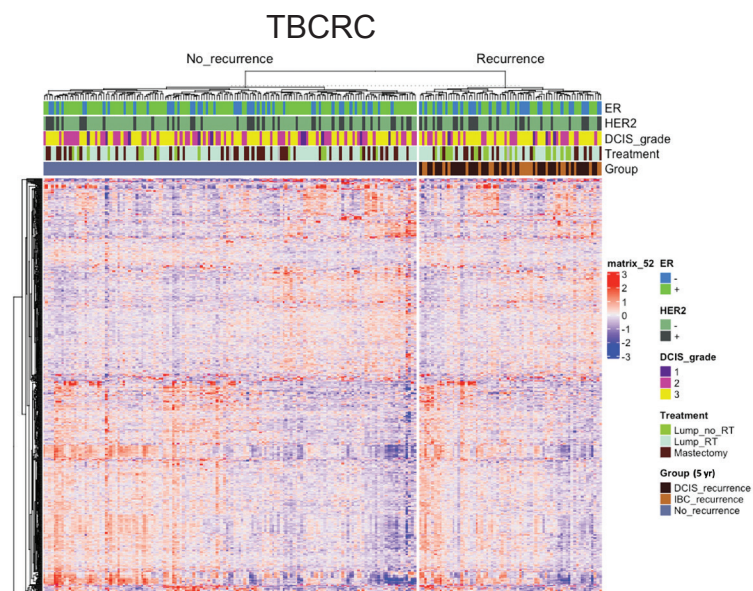 TBCRC
No_recurrence
Recurrence
ER
HER2
DCIS_grade
Treatment
Group
matrix_52
3
2
1
0
-1
-2
-3
ER
-
+
HER2
-
+
DCIS_grade
1
2
3
Treatment
Lump_no_RT
Lump_RT
Mastectomy
Group (5 yr)
DCIS_recurrence
IBC_recurrence
No_recurrence